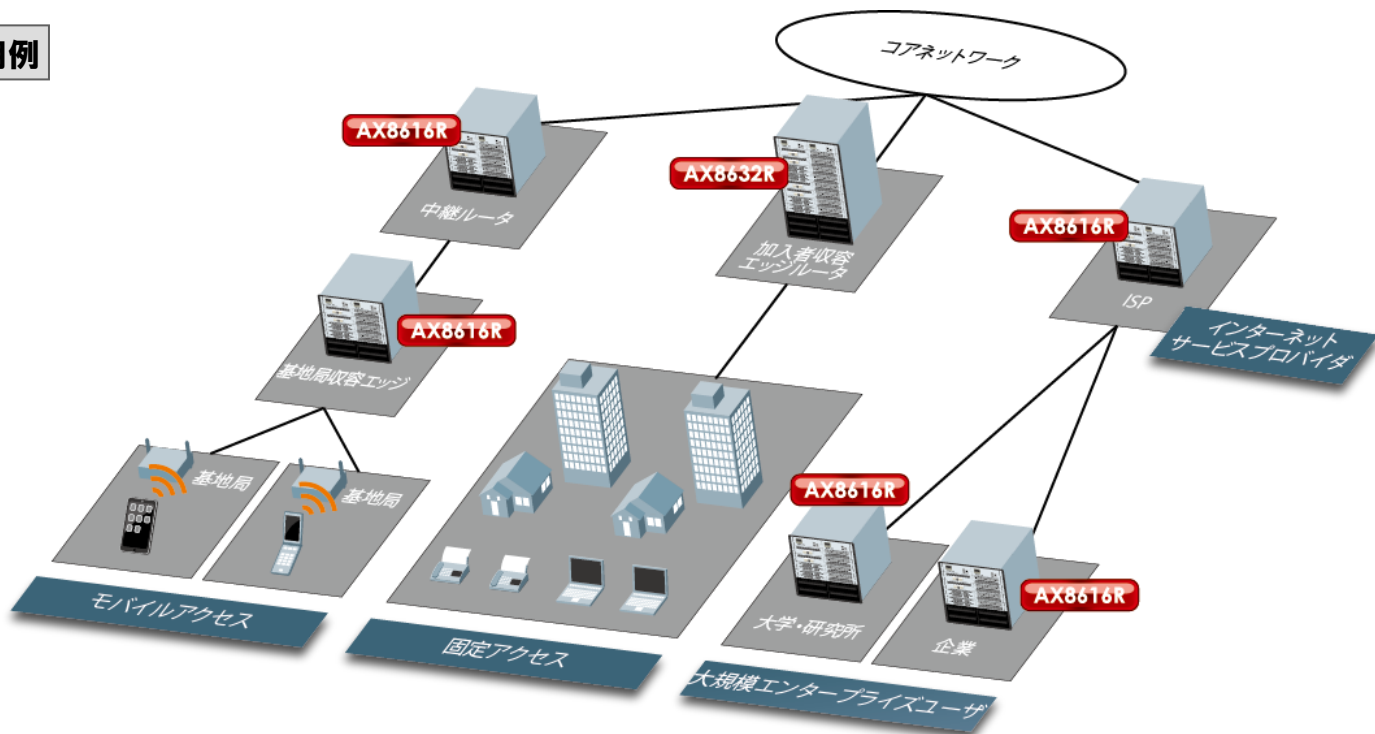 用例
コアネットワーク
AX8616R
中継ルータ
AX8632R
加入者収容
エッジルータ
AX8616R
ISP
インターネット
サービスプロバイダ
AX8616R
基地局収容エッジ
基地局
基地局
モバイルアクセス
固定アクセス
AX8616R
大学・研究所
AX8616R
企業
大規模エンタープライズユーザ